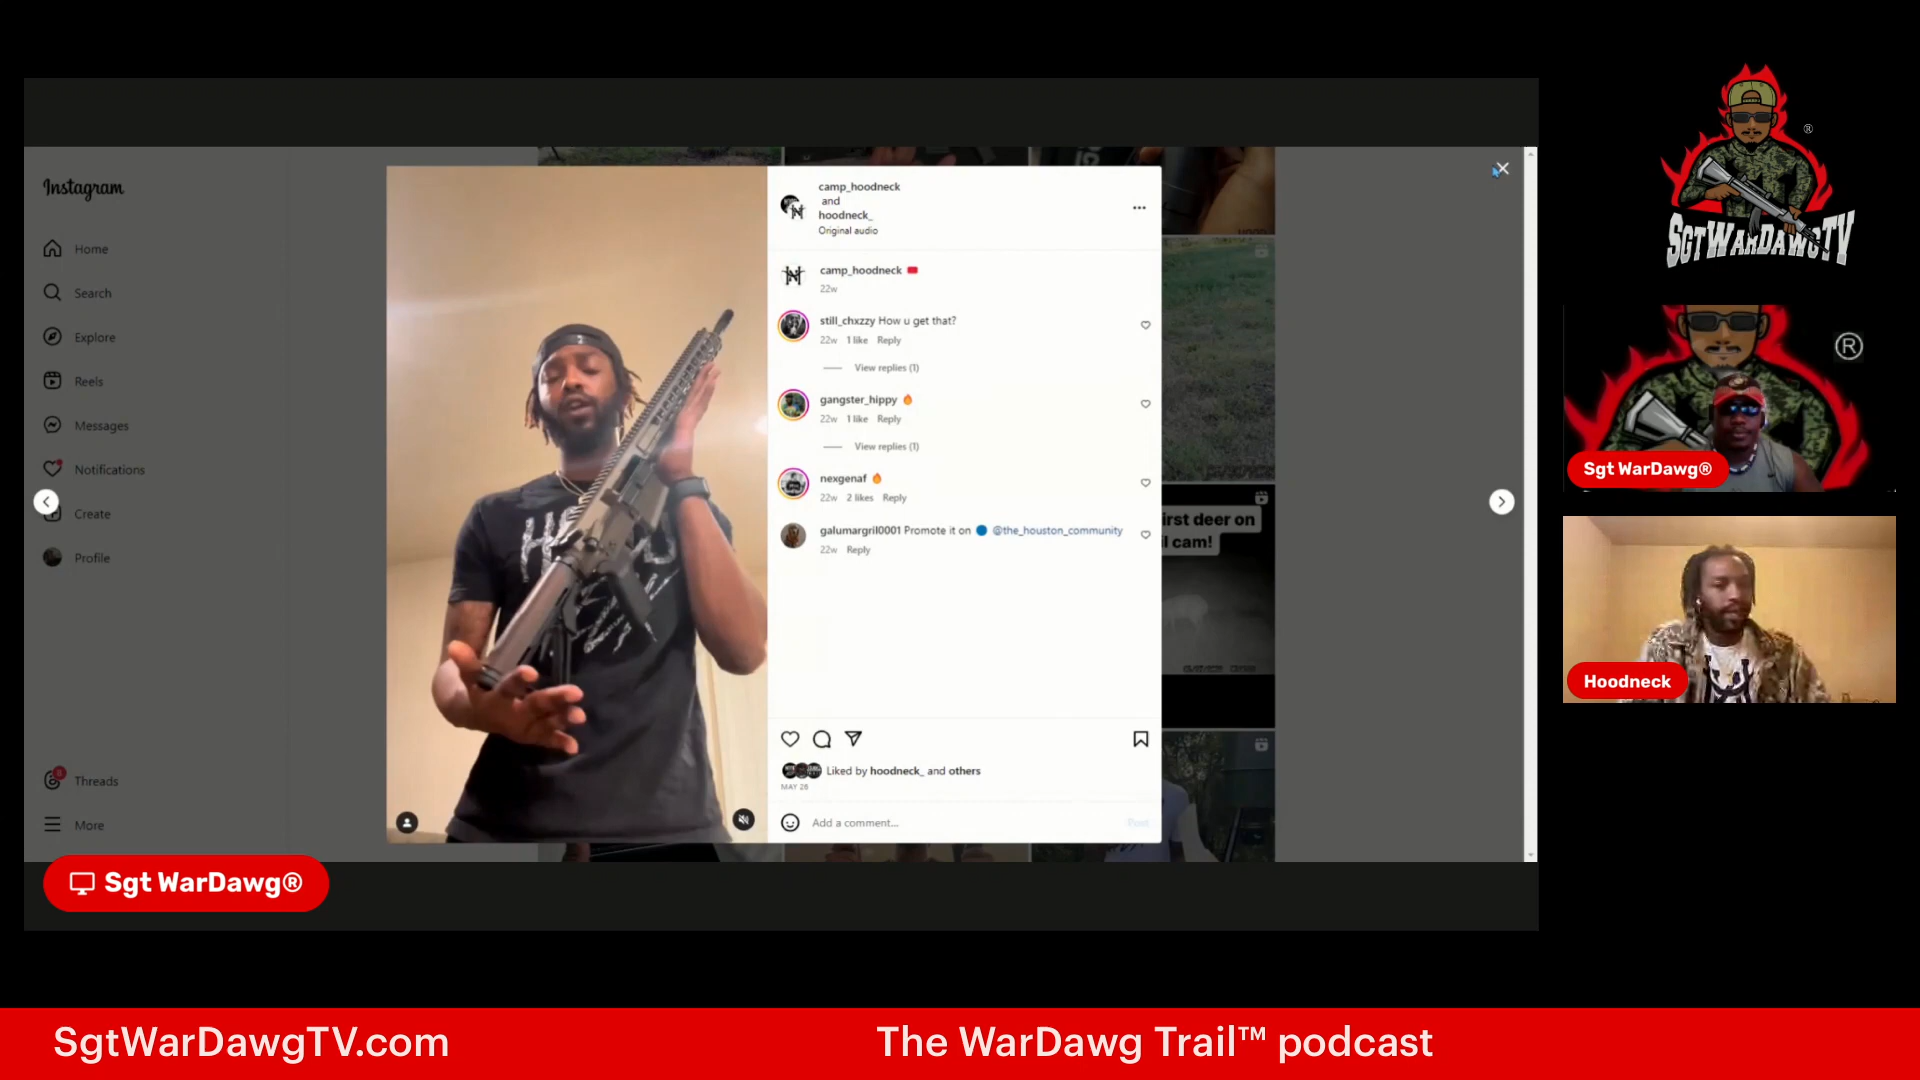 Instagram
Home
Search
Explore
Reels
Messages
Notifications
Create
Profile
Threads
More
camp_hoodneck
and
hoodneck_
Original audio
camp_hoodneck
22w
still_chxzzy How u get that?
22w 1 like Reply
View replies (1)
gangster_hippy
22w 1 like Reply
View replies (1)
nexgenaf
22w 2 likes Reply
galumargril0001 Promote it on @the_houston_community
22w Reply
Liked by hoodneck_ and others
MAY 28
Add a comment...
Post
irst deer on
l cam!
SGTWARDAWGTV
®
®
Sgt WarDawg®
Hoodneck
Sgt WarDawg®
SgtWarDawgTV.com
The WarDawg Trail™ podcast